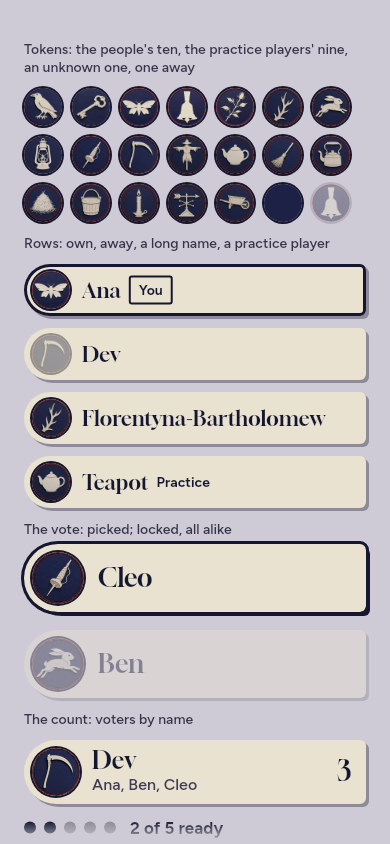 Tokens: the people's ten, the practice players' nine,
an unknown one, one away
Rows: own, away, a long name, a practice player
Ana You
Dev
Florentyna-Bartholomew
Teapot Practice
The vote: picked; locked, all alike
Cleo
Ben
The count: voters by name
Dev
Ana, Ben, Cleo
3
2 of 5 ready